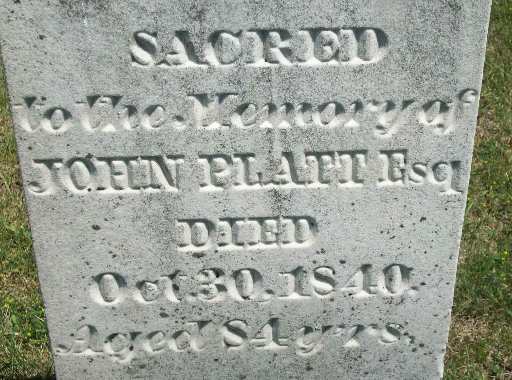 SACRED
to the Memory of
JOHN PLATT Esq
DIED
Oct. 30, 1840.
Aged 84 yrs.